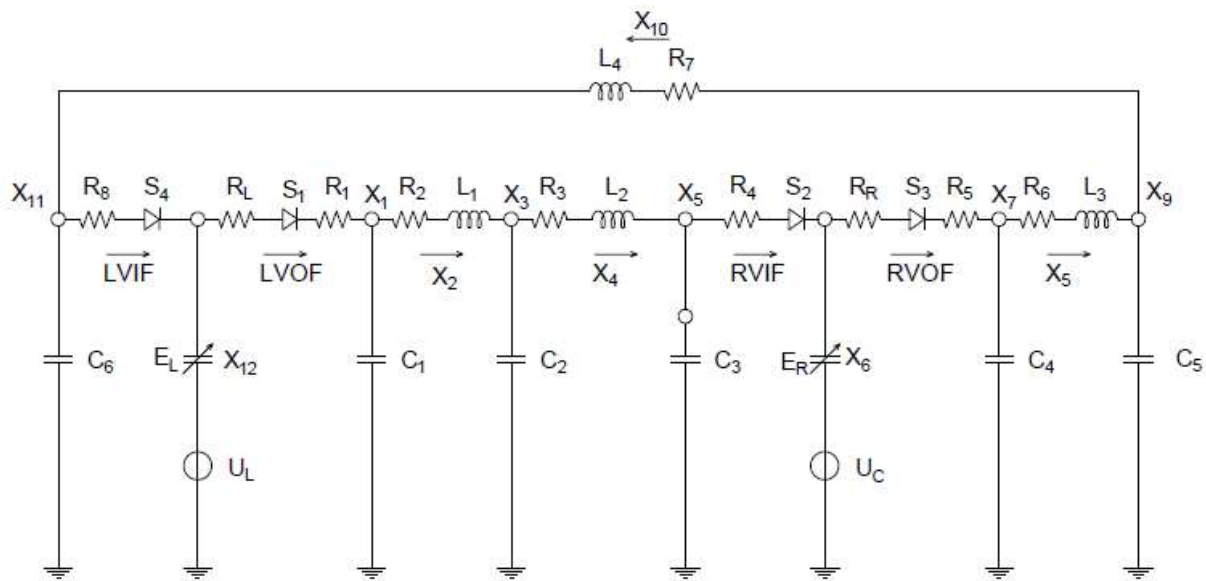 X10
L4 R7
X11 R8 S4 RL S1 R1 X1 R2 L1 X3 R3 L2 X5 R4 S2 RR S3 R5 X7 R6 L3 X9
LVIF LVOF X2 X4 RVIF RVOF X5
C6 EL X12 C1 C2 C3 ER X6 C4 C5
UL UC